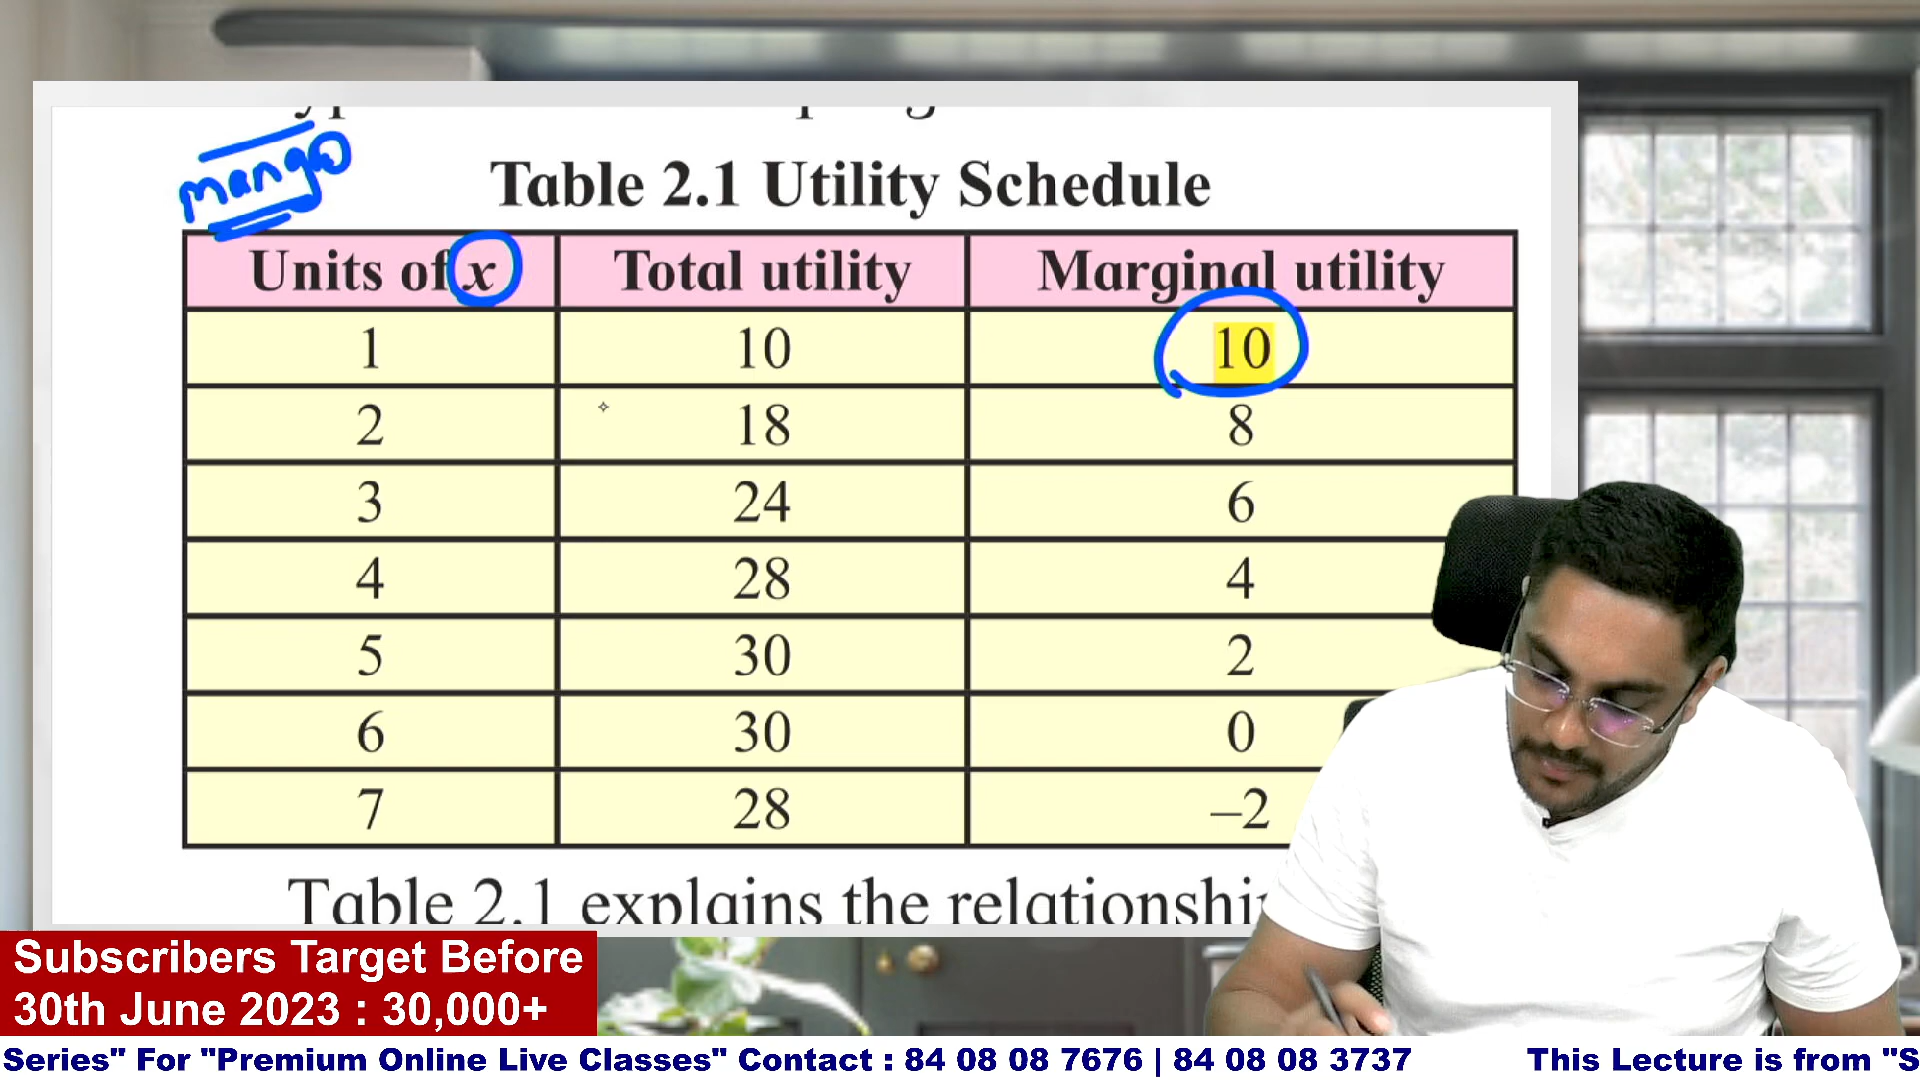 mango
Table 2.1 Utility Schedule
Units of x Total utility Marginal utility
1 10 10
2 18 8
3 24 6
4 28 4
5 30 2
6 30 0
7 28 –2
Table 2.1 explains the
Subscribers Target Before
30th June 2023 : 30,000+
Series" For "Premium Online Live Classes" Contact : 84 08 08 7676 | 84 08 08 3737 This Lecture is from "S